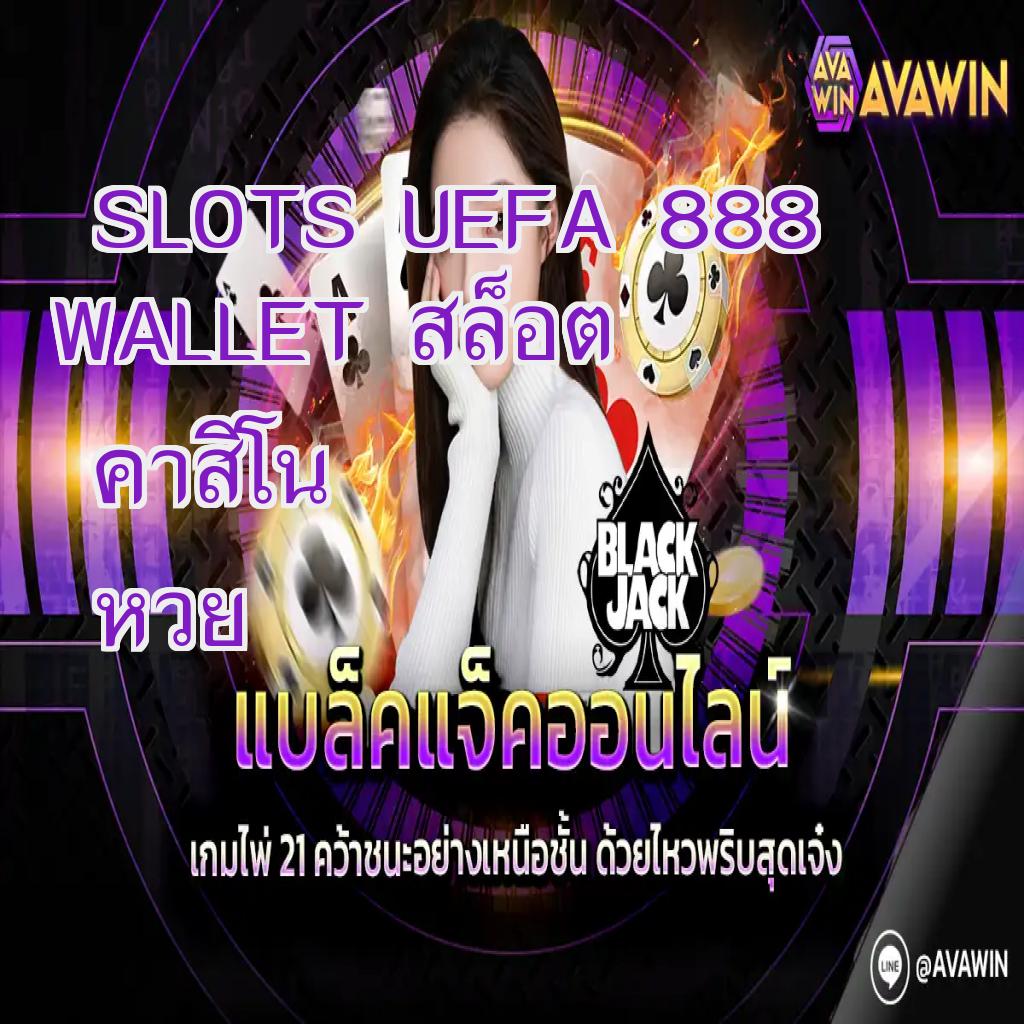 AVA
WIN
AVAWIN
SLOTS UEFA 888
WALLET สล็อต
คาสิโน
หวย
BLACK
JACK
แบล็คแจ็คออนไลน์
เกมไพ่ 21 คว้าชนะอย่างเหนือชั้น ด้วยไหวพริบสุดเจ๋ง
LINE
@AVAWIN